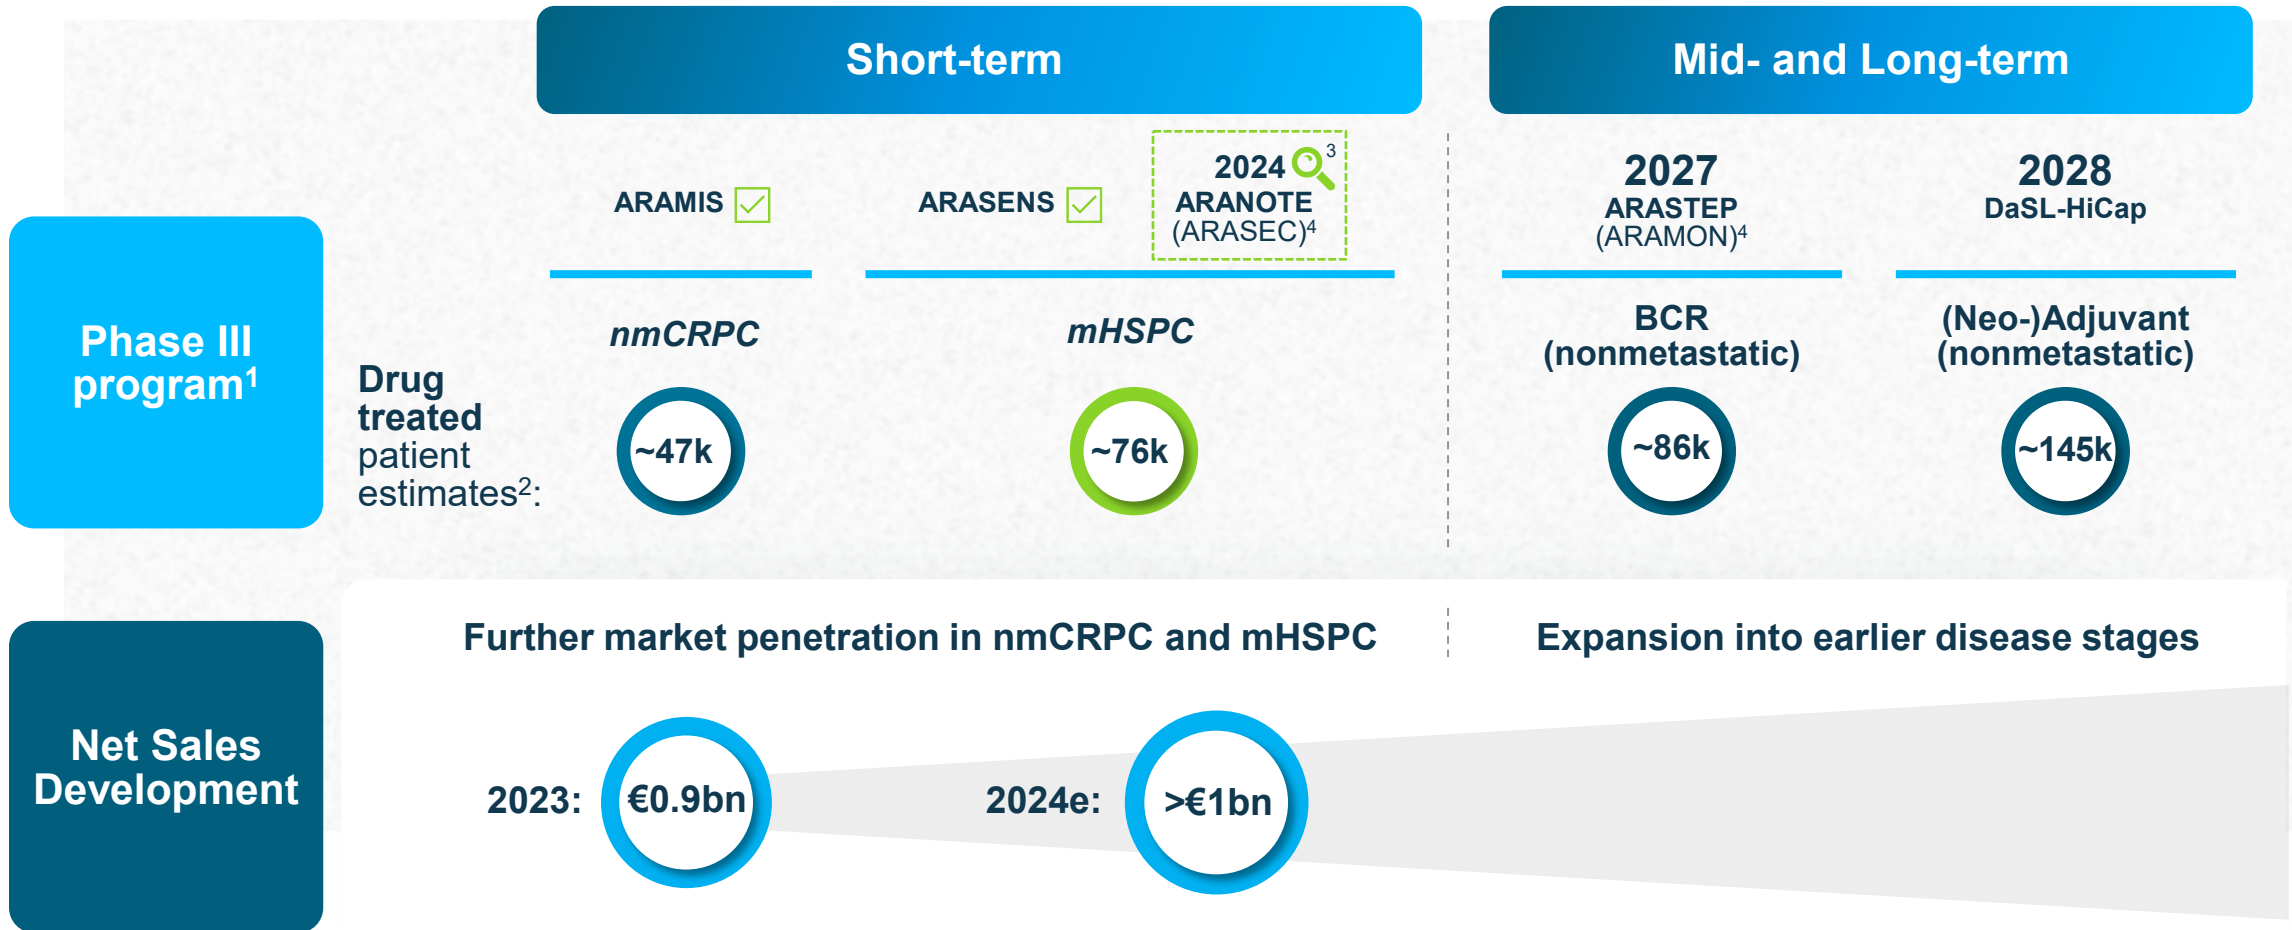 Short-term
Mid- and Long-term
ARAMIS
ARASENS
2024 3
ARANOTE
(ARASEC)4
2027
ARASTEP
(ARAMON)4
2028
DaSL-HiCap
Phase III
program1
Drug
treated
patient
estimates2:
nmCRPC
mHSPC
BCR
(nonmetastatic)
(Neo-)Adjuvant
(nonmetastatic)
~47k
~76k
~86k
~145k
Net Sales
Development
Further market penetration in nmCRPC and mHSPC
Expansion into earlier disease stages
2023:
€0.9bn
2024e:
>€1bn